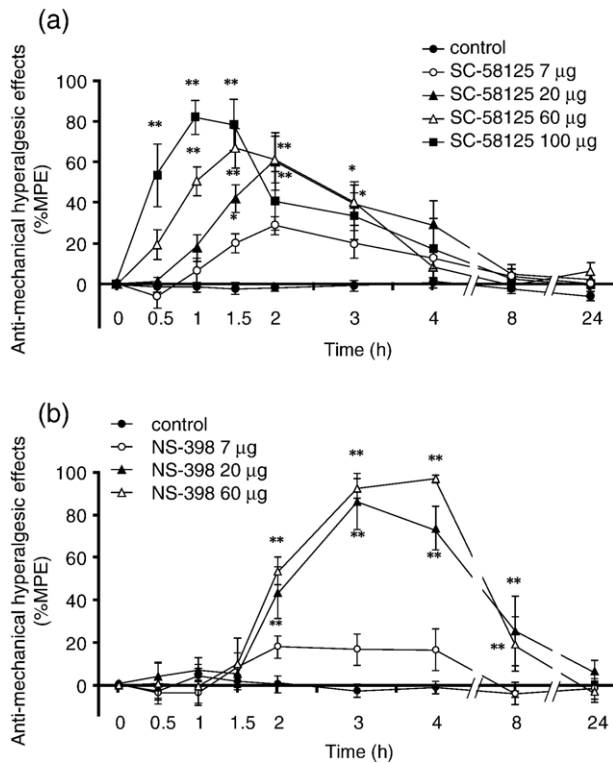 (a)
control
SC-58125 7 µg
SC-58125 20 µg
SC-58125 60 µg
SC-58125 100 µg
Anti-mechanical hyperalgesic effects
(%MPE)
100
80
60
40
20
0
** ** **
**
** **
** **
*
* *
0 0.5 1 1.5 2 3 4 8 24
Time (h)
(b)
control
NS-398 7 µg
NS-398 20 µg
NS-398 60 µg
Anti-mechanical hyperalgesic effects
(%MPE)
100
80
60
40
20
0
** **
** **
** **
**
**
0 0.5 1 1.5 2 3 4 8 24
Time (h)